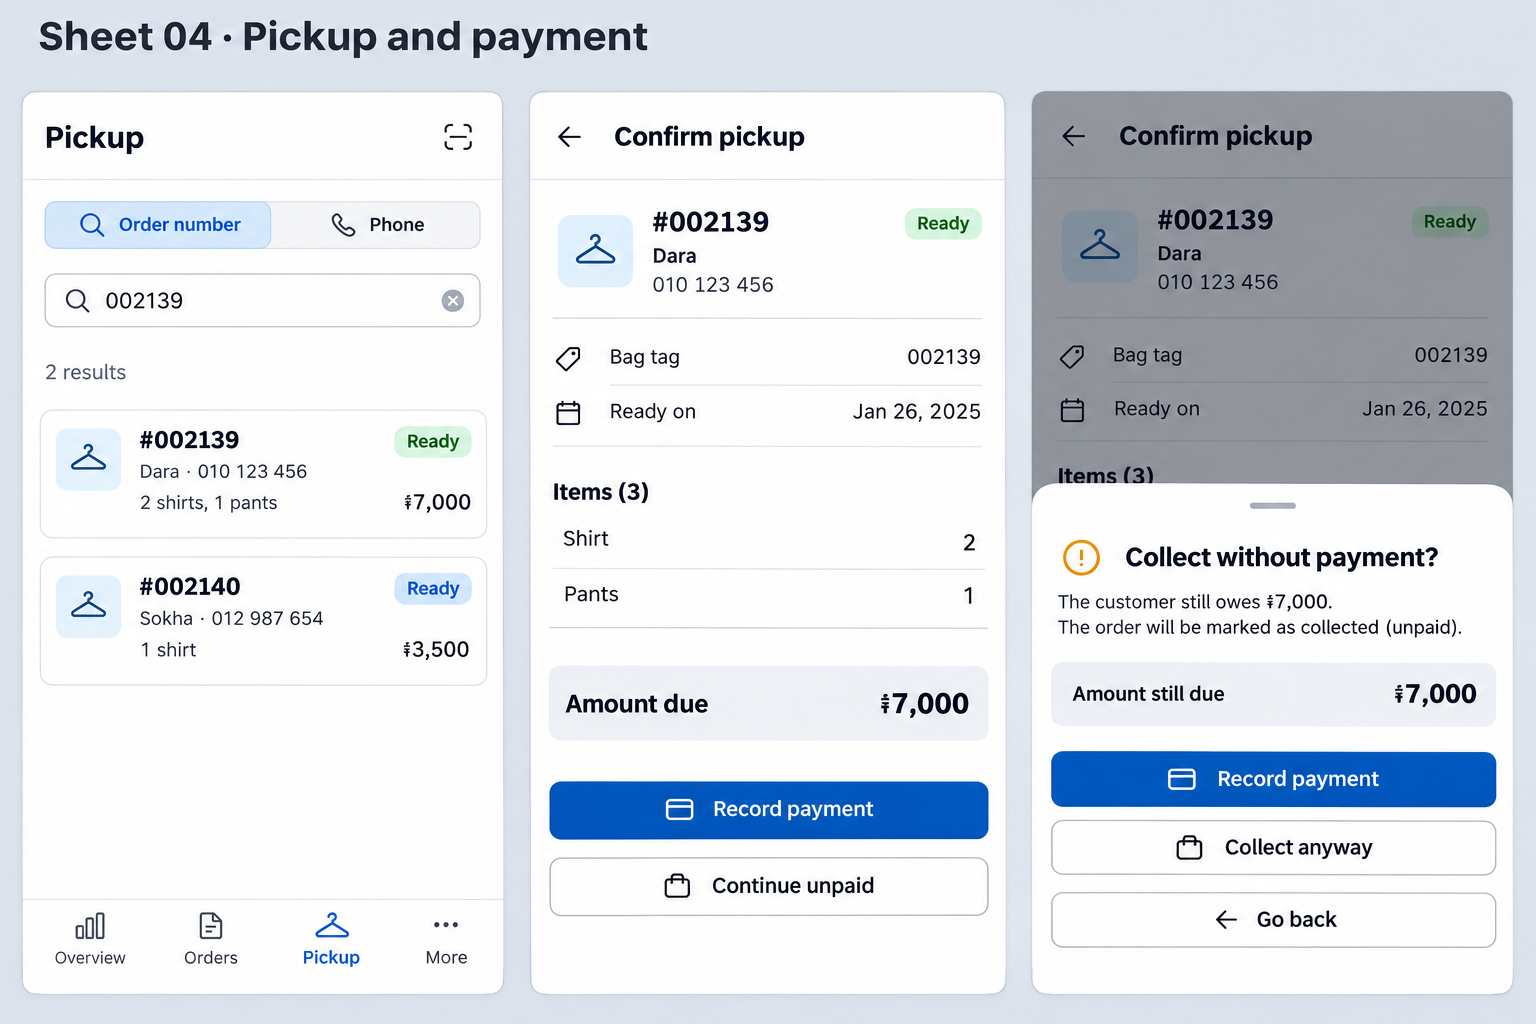 Sheet 04 · Pickup and payment
Pickup
Order number
Phone
002139
2 results
#002139
Ready
Dara · 010 123 456
2 shirts, 1 pants
៛7,000
#002140
Ready
Sokha · 012 987 654
1 shirt
៛3,500
Overview
Orders
Pickup
More
Confirm pickup
#002139
Ready
Dara
010 123 456
Bag tag
002139
Ready on
Jan 26, 2025
Items (3)
Shirt
2
Pants
1
Amount due
៛7,000
Record payment
Continue unpaid
Confirm pickup
#002139
Ready
Dara
010 123 456
Bag tag
002139
Ready on
Jan 26, 2025
Items (3)
Collect without payment?
The customer still owes ៛7,000.
The order will be marked as collected (unpaid).
Amount still due
៛7,000
Record payment
Collect anyway
Go back